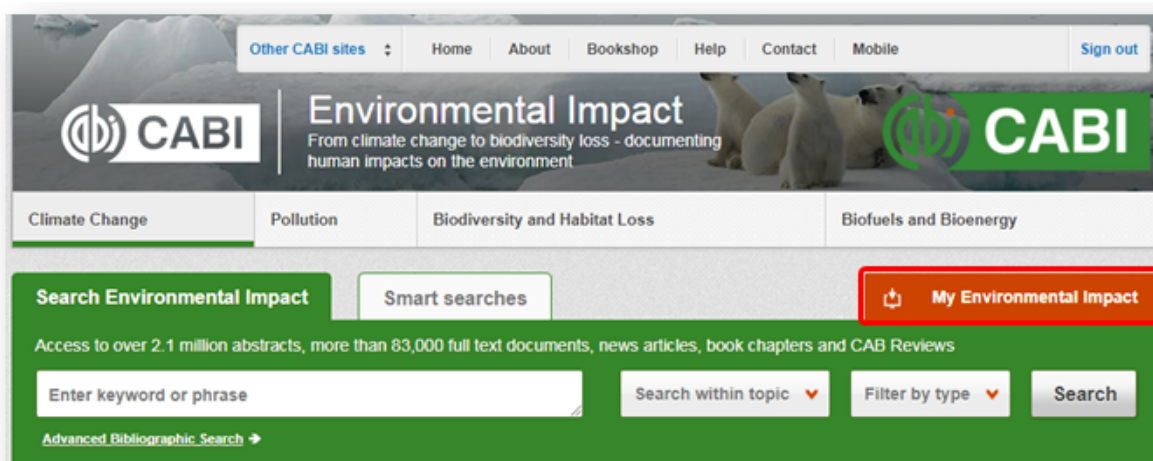 Other CABI sites Home About Bookshop Help Contact Mobile Sign out
CABI
Environmental Impact
From climate change to biodiversity loss - documenting
human impacts on the environment
CABI
Climate Change Pollution Biodiversity and Habitat Loss Biofuels and Bioenergy
Search Environmental Impact Smart searches My Environmental Impact
Access to over 2.1 million abstracts, more than 83,000 full text documents, news articles, book chapters and CAB Reviews
Enter keyword or phrase Search within topic Filter by type Search
Advanced Bibliographic Search